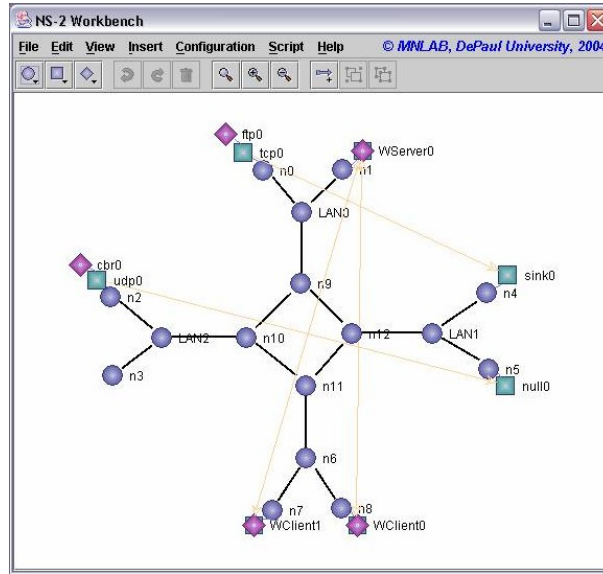 NS-2 Workbench
File Edit View Insert Configuration Script Help © MNLAB, DePaul University, 2004
ftp0
tcp0
WServer0
n0
n1
LAN0
cbr0
sink0
udp0
n9
n4
n2
LAN2
n10
n12
LAN1
n3
n11
n5
null0
n6
n7
n8
WClient1
WClient0